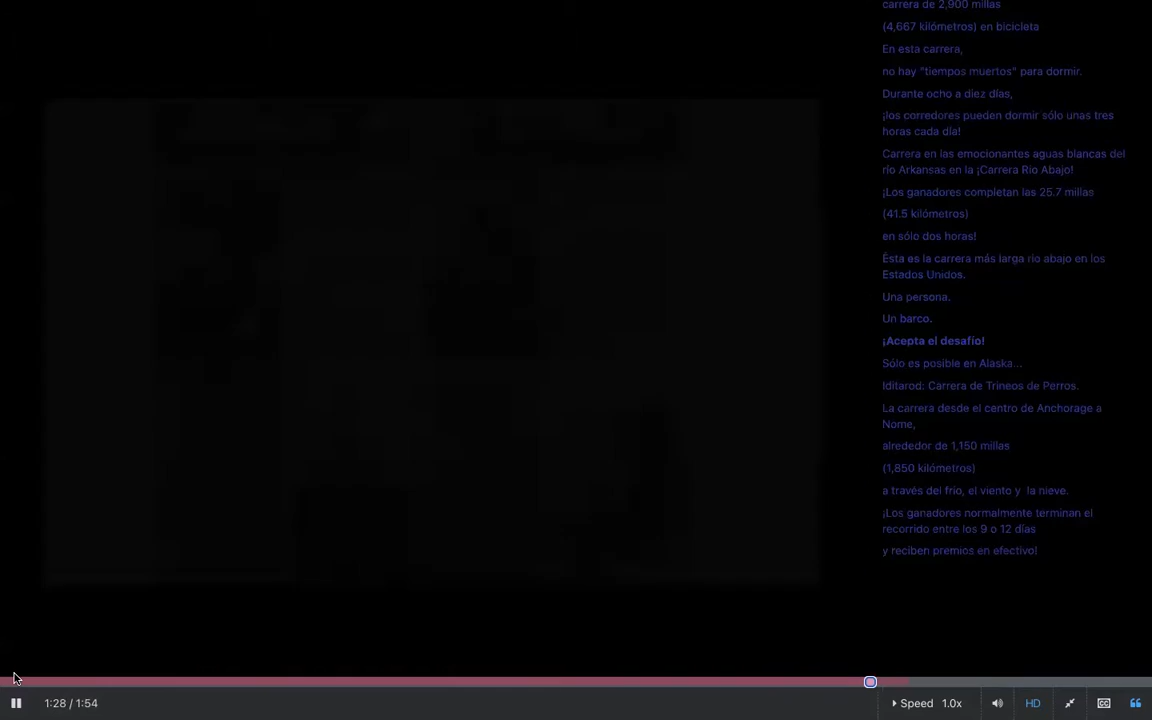 carrera de 2,900 millas
(4,667 kilómetros) en bicicleta
En esta carrera,
no hay "tiempos muertos" para dormir.
Durante ocho a diez días,
¡los corredores pueden dormir sólo unas tres
horas cada día!
Carrera en las emocionantes aguas blancas del
río Arkansas en la ¡Carrera Rio Abajo!
¡Los ganadores completan las 25.7 millas
(41.5 kilómetros)
en sólo dos horas!
Ésta es la carrera más larga rio abajo en los
Estados Unidos.
Una persona.
Un barco.
¡Acepta el desafío!
Sólo es posible en Alaska...
Iditarod: Carrera de Trineos de Perros.
La carrera desde el centro de Anchorage a
Nome,
alrededor de 1,150 millas
(1,850 kilómetros)
a través del frio, el viento y la nieve.
¡Los ganadores normalmente terminan el
recorrido entre los 9 o 12 días
y reciben premios en efectivo!
1:28 / 1:54
Speed 1.0x
HD
CC